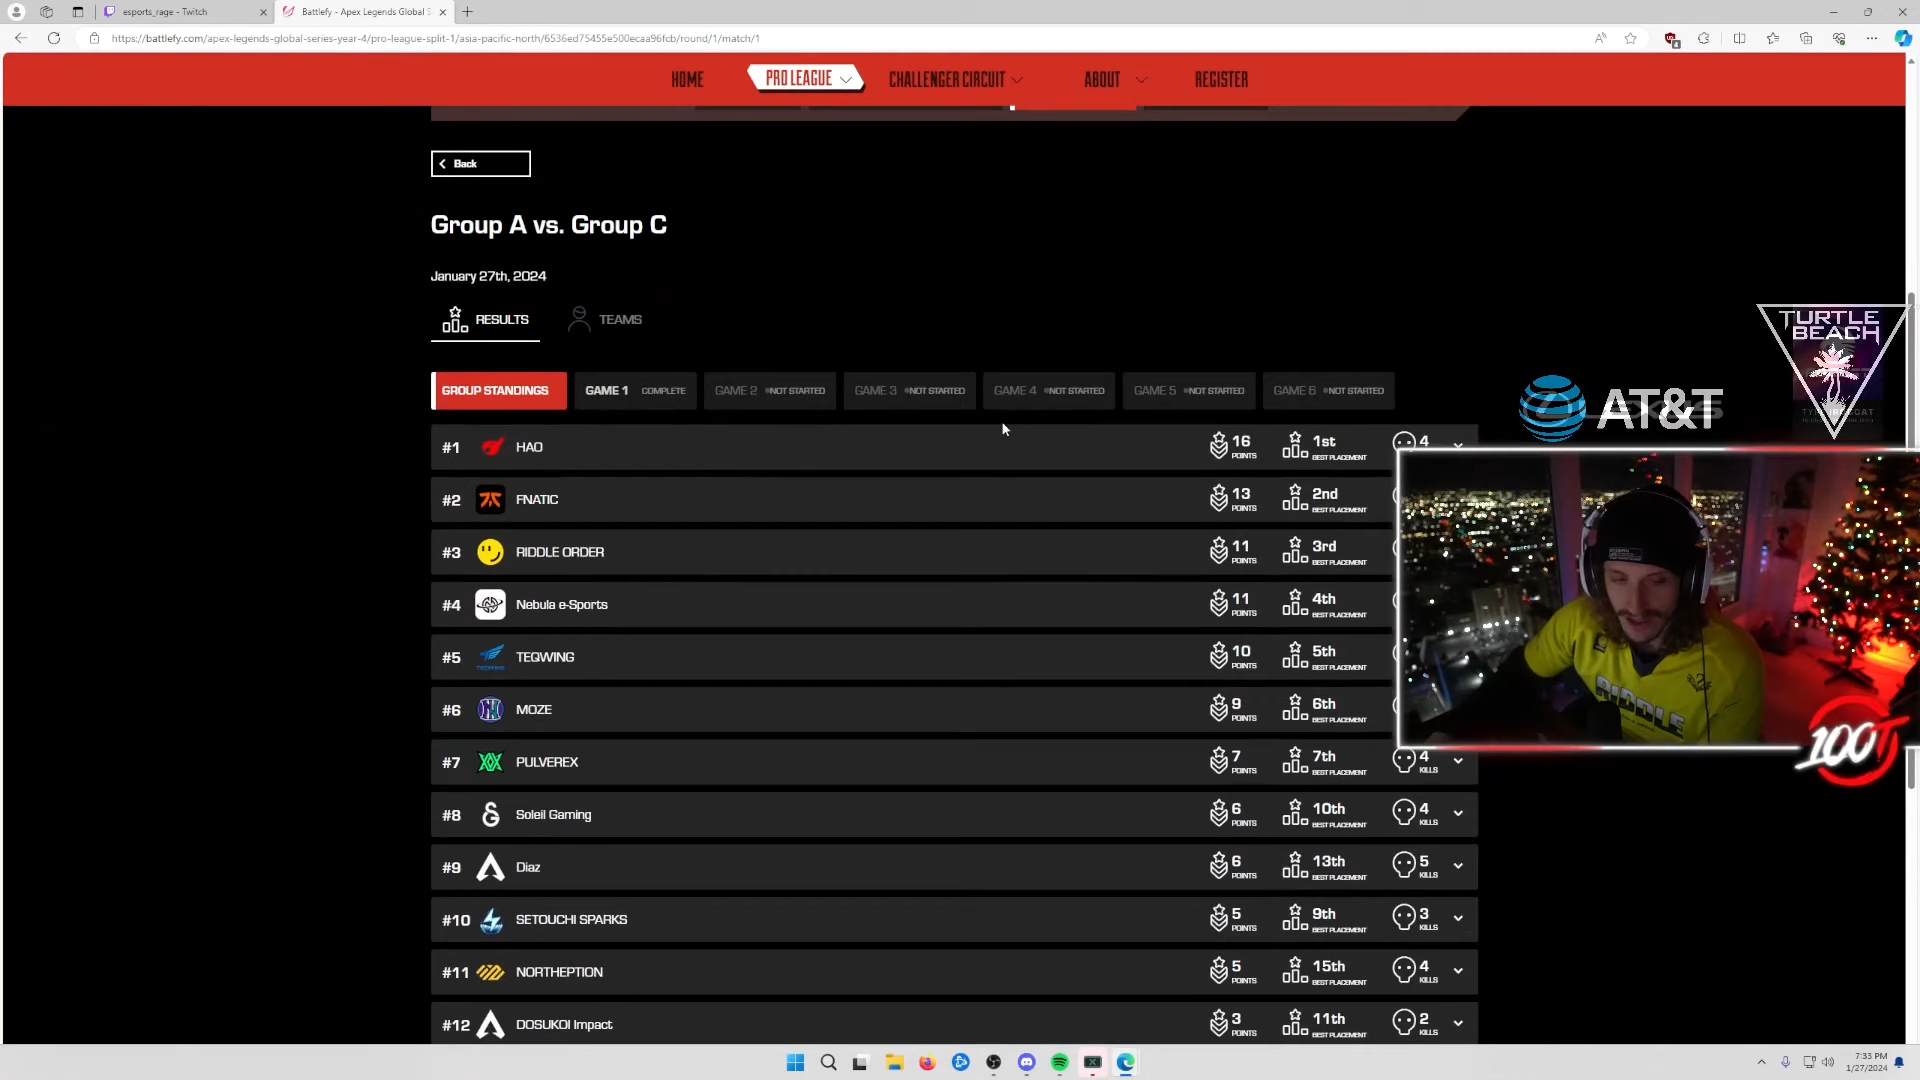 esports_rage - Twitch
Battlefy - Apex Legends Global S
https://battlefy.com/apex-legends-global-series-year-4/pro-league-split-1/asia-pacific-north/6536ed75455e500ecaa96fcb/round/1/match/1
HOME PRO LEAGUE CHALLENGER CIRCUIT ABOUT REGISTER
Back
Group A vs. Group C
January 27th, 2024
RESULTS TEAMS
GROUP STANDINGS GAME 1 COMPLETE GAME 2 NOT STARTED GAME 3 NOT STARTED GAME 4 NOT STARTED GAME 5 NOT STARTED GAME 6 NOT STARTED
#1 HAO 16 POINTS 1st BEST PLACEMENT 4
#2 FNATIC 13 POINTS 2nd BEST PLACEMENT
#3 RIDDLE ORDER 11 POINTS 3rd BEST PLACEMENT
#4 Nebula e-Sports 11 POINTS 4th BEST PLACEMENT
#5 TEQWING 10 POINTS 5th BEST PLACEMENT
#6 MOZE 9 POINTS 6th BEST PLACEMENT
#7 PULVEREX 7 POINTS 7th BEST PLACEMENT 4 KILLS
#8 Soleil Gaming 6 POINTS 10th BEST PLACEMENT 4 KILLS
#9 Diaz 6 POINTS 13th BEST PLACEMENT 5 KILLS
#10 SETOUCHI SPARKS 5 POINTS 9th BEST PLACEMENT 3 KILLS
#11 NORTHEPTION 5 POINTS 15th BEST PLACEMENT 4 KILLS
#12 DOSUKOI Impact 3 POINTS 11th BEST PLACEMENT 2 KILLS
TURTLE
BEACH
AT&T
RIDDLE
100T
7:33 PM
1/27/2024